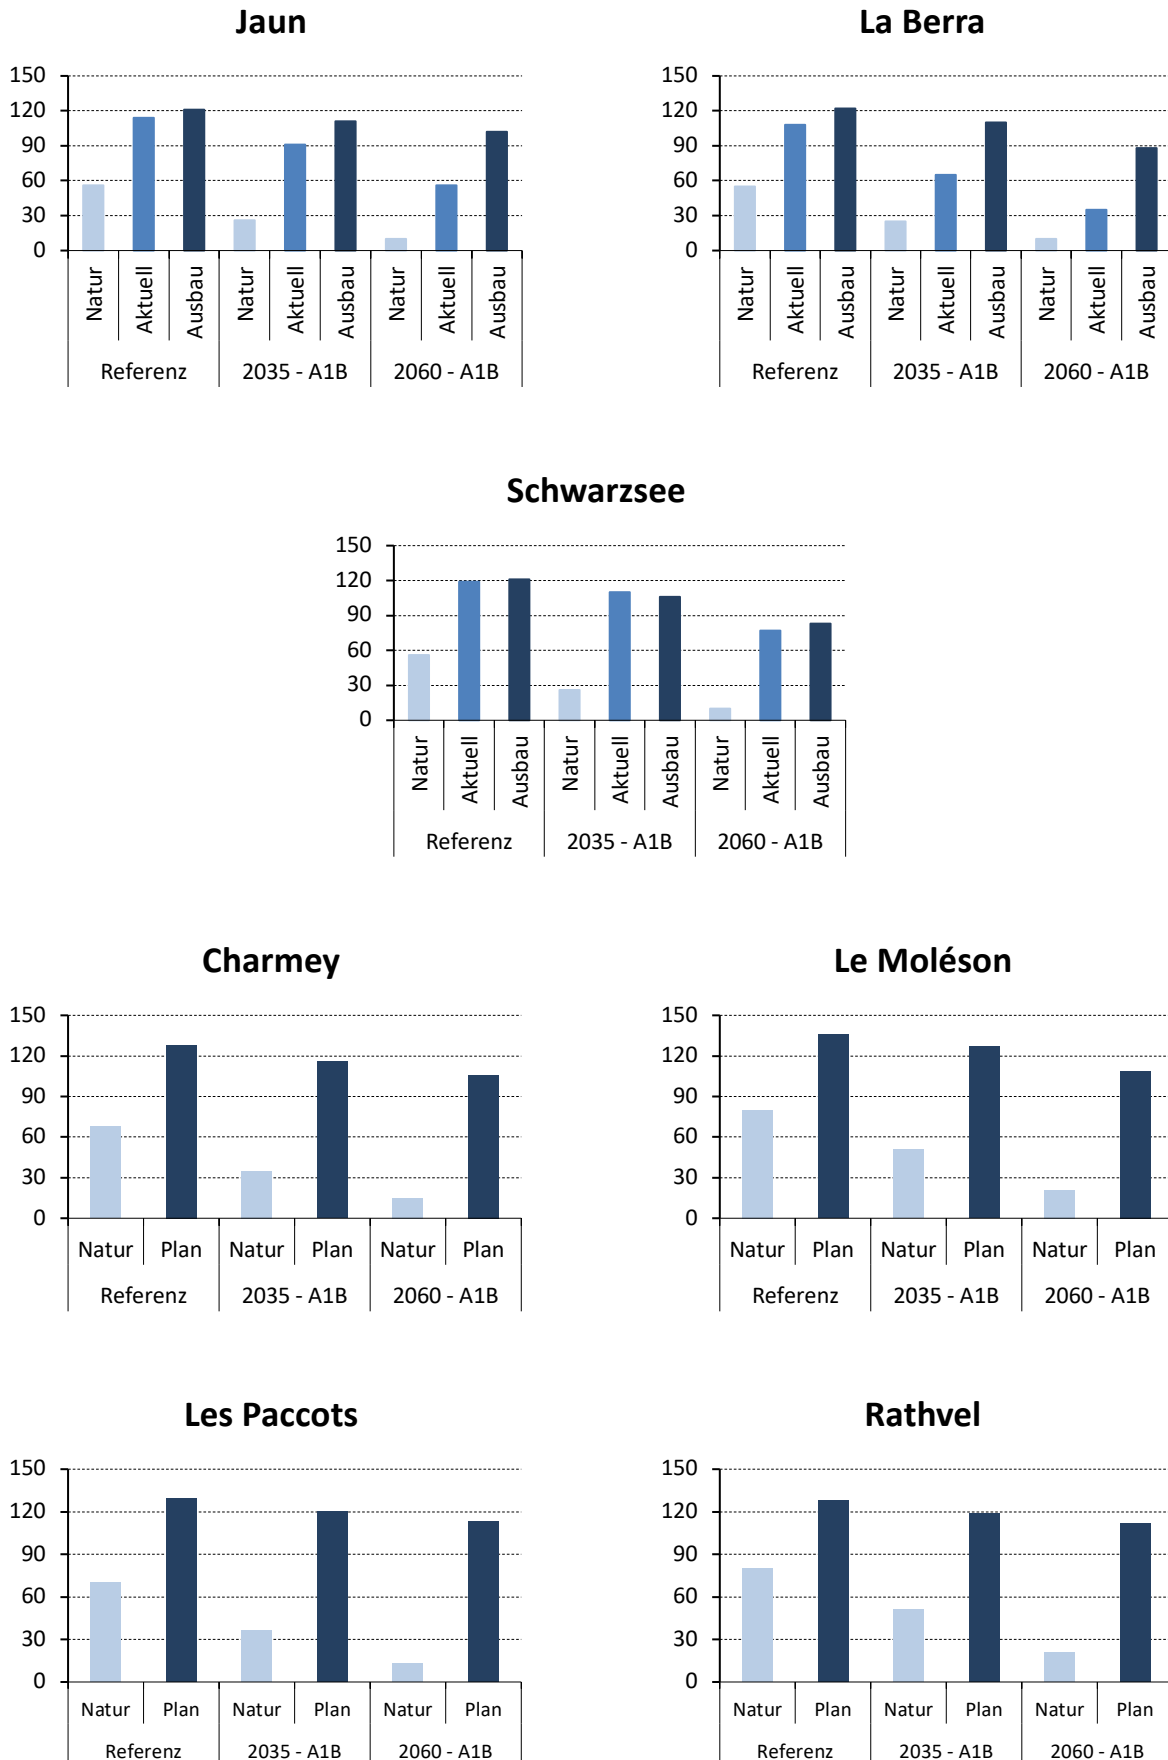 Jaun
150
120
90
60
30
0
Natur Aktuell Ausbau Natur Aktuell Ausbau Natur Aktuell Ausbau
Referenz 2035 - A1B 2060 - A1B
La Berra
150
120
90
60
30
0
Natur Aktuell Ausbau Natur Aktuell Ausbau Natur Aktuell Ausbau
Referenz 2035 - A1B 2060 - A1B
Schwarzsee
150
120
90
60
30
0
Natur Aktuell Ausbau Natur Aktuell Ausbau Natur Aktuell Ausbau
Referenz 2035 - A1B 2060 - A1B
Charmey
150
120
90
60
30
0
Natur Plan Natur Plan Natur Plan
Referenz 2035 - A1B 2060 - A1B
Le Moléson
150
120
90
60
30
0
Natur Plan Natur Plan Natur Plan
Referenz 2035 - A1B 2060 - A1B
Les Paccots
150
120
90
60
30
0
Natur Plan Natur Plan Natur Plan
Referenz 2035 - A1B 2060 - A1B
Rathvel
150
120
90
60
30
0
Natur Plan Natur Plan Natur Plan
Referenz 2035 - A1B 2060 - A1B